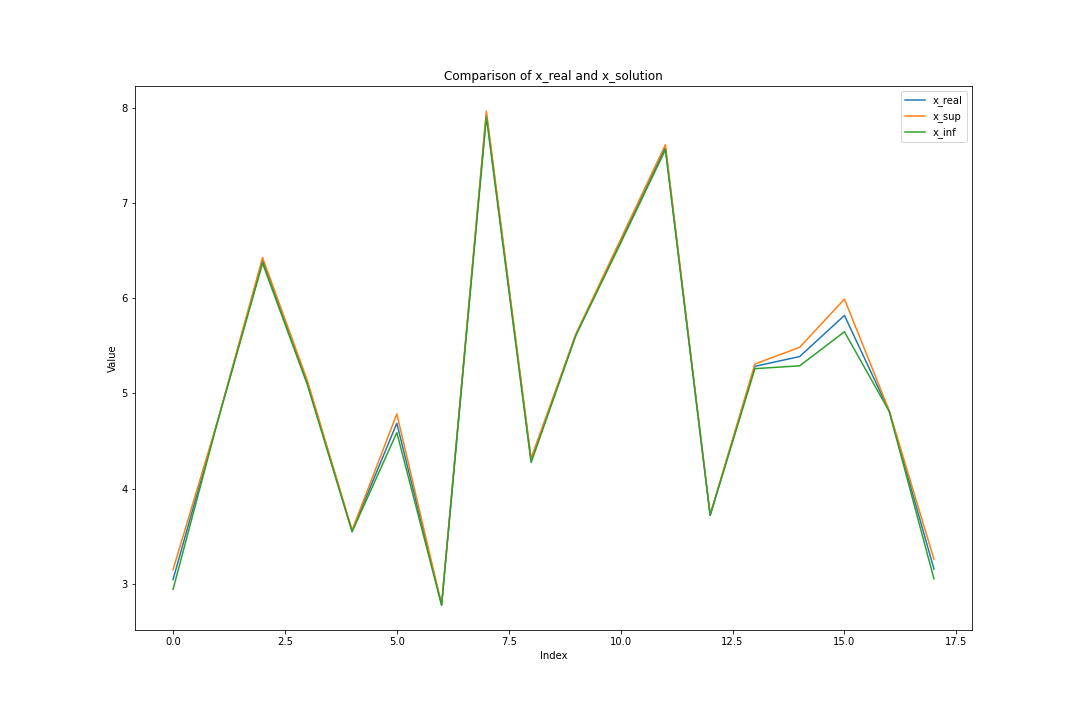 Comparison of x_real and x_solution
x_real
x_sup
x_inf
8
7
6
5
4
3
Value
0.0 2.5 5.0 7.5 10.0 12.5 15.0 17.5
Index